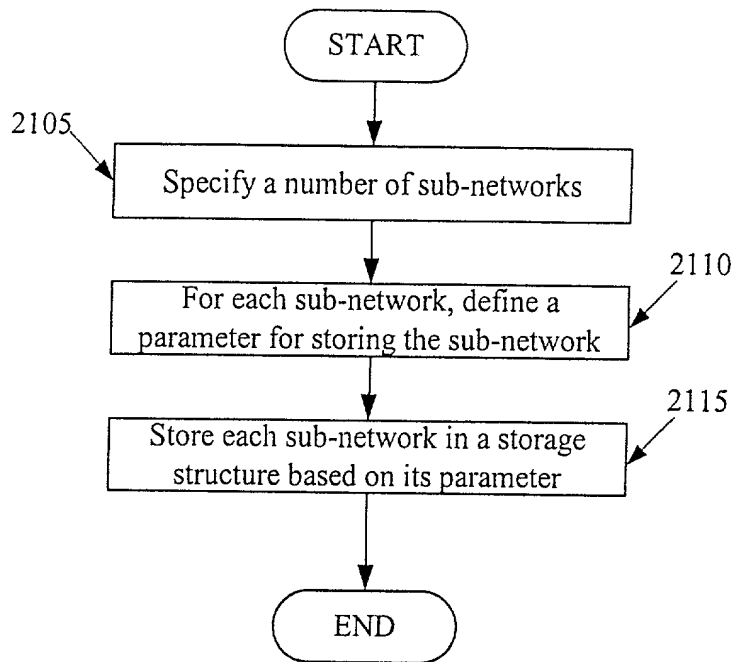 START
2105
Specify a number of sub-networks
2110
For each sub-network, define a
parameter for storing the sub-network
2115
Store each sub-network in a storage
structure based on its parameter
END